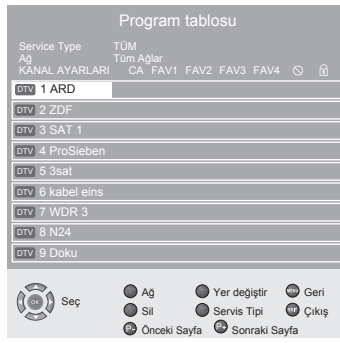 Program tablosu
Service Type TÜM
Ağ Tüm Ağlar
KANAL AYARLARI CA FAV1 FAV2 FAV3 FAV4
DTV 1 ARD
DTV 2 ZDF
DTV 3 SAT 1
DTV 4 ProSieben
DTV 5 3sat
DTV 6 kabel eins
DTV 7 WDR 3
DTV 8 N24
DTV 9 Doku
OK Seç Ağ Yer değiştir MENU Geri
Sil Servis Tipi Çıkış
P- Önceki Sayfa P+ Sonraki Sayfa